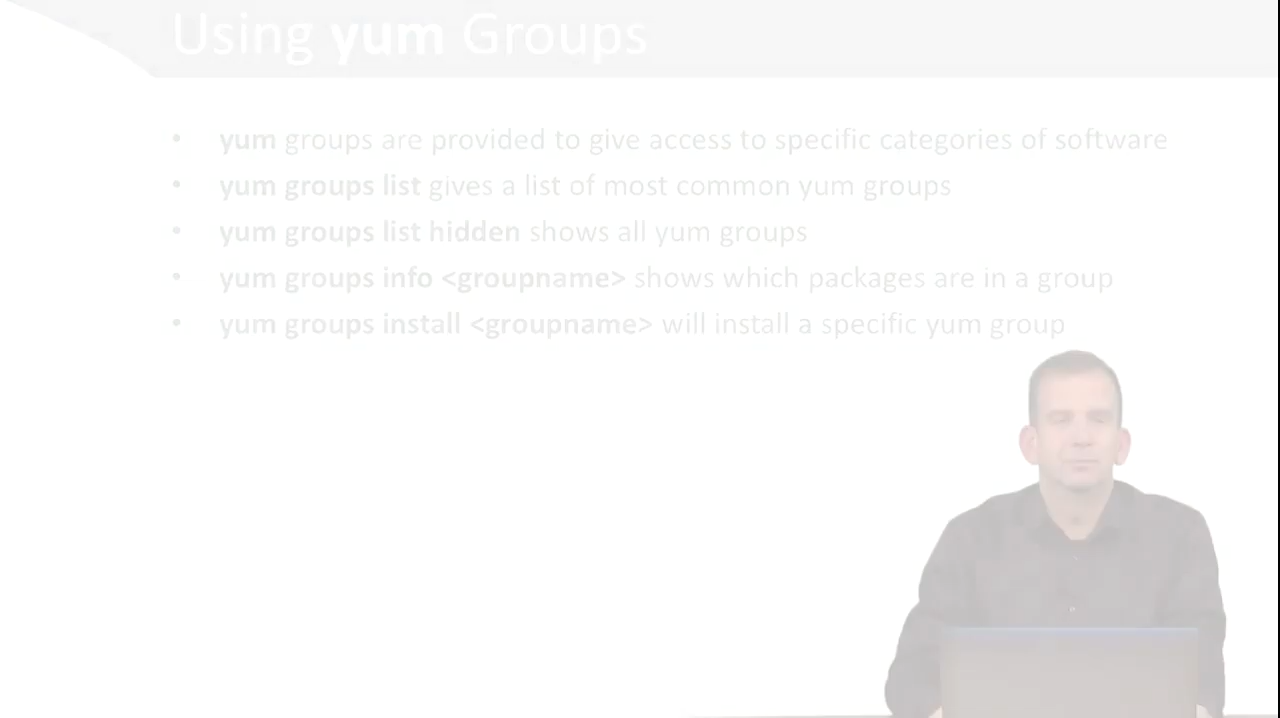 Using yum Groups
• yum groups are provided to give access to specific categories of software
• yum groups list gives a list of most common yum groups
• yum groups list hidden shows all yum groups
• yum groups info <groupname> shows which packages are in a group
• yum groups install <groupname> will install a specific yum group